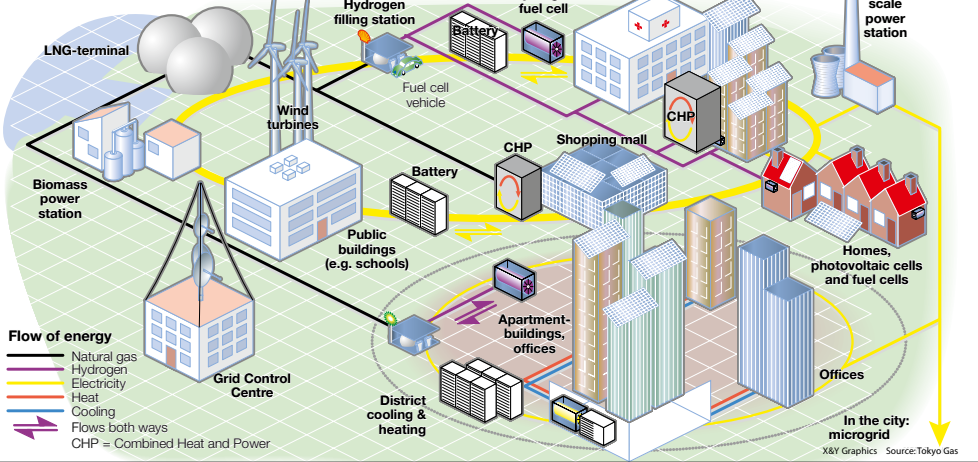 Hydrogen
filling station
fuel cell
scale
power
station
LNG-terminal
Battery
Fuel cell
vehicle
Wind
turbines
CHP
Shopping mall
CHP
Battery
Biomass
power
station
Public
buildings
(e.g. schools)
Homes,
photovoltaic cells
and fuel cells
Apartment-
buildings,
offices
Flow of energy
Natural gas
Hydrogen
Electricity
Heat
Cooling
Flows both ways
CHP = Combined Heat and Power
Grid Control
Centre
District
cooling &
heating
Offices
In the city:
microgrid
X&Y Graphics Source: Tokyo Gas